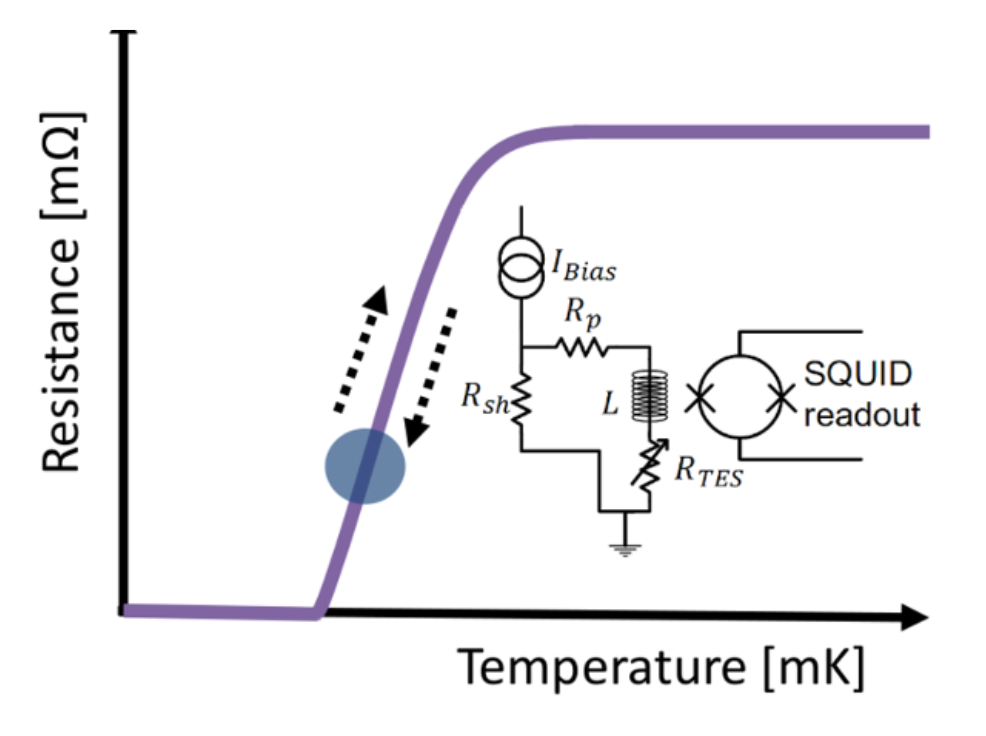 Resistance [mΩ]
I_Bias
R_p
R_sh
L
R_TES
SQUID
readout
Temperature [mK]